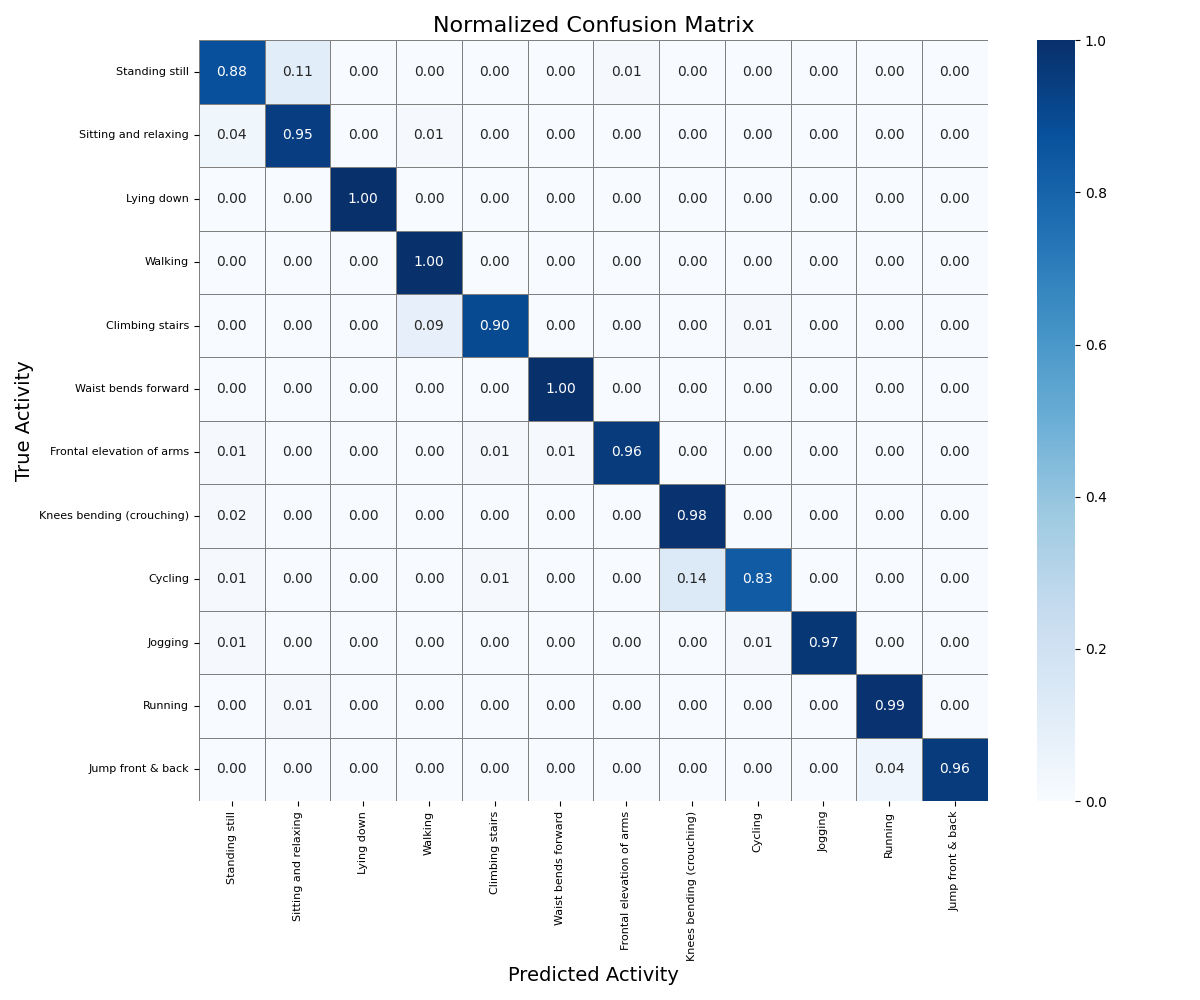 Normalized Confusion Matrix
True Activity
Standing still 0.88 0.11 0.00 0.00 0.00 0.00 0.01 0.00 0.00 0.00 0.00 0.00
Sitting and relaxing 0.04 0.95 0.00 0.01 0.00 0.00 0.00 0.00 0.00 0.00 0.00 0.00
Lying down 0.00 0.00 1.00 0.00 0.00 0.00 0.00 0.00 0.00 0.00 0.00 0.00
Walking 0.00 0.00 0.00 1.00 0.00 0.00 0.00 0.00 0.00 0.00 0.00 0.00
Climbing stairs 0.00 0.00 0.00 0.09 0.90 0.00 0.00 0.00 0.01 0.00 0.00 0.00
Waist bends forward 0.00 0.00 0.00 0.00 0.00 1.00 0.00 0.00 0.00 0.00 0.00 0.00
Frontal elevation of arms 0.01 0.00 0.00 0.00 0.01 0.01 0.96 0.00 0.00 0.00 0.00 0.00
Knees bending (crouching) 0.02 0.00 0.00 0.00 0.00 0.00 0.00 0.98 0.00 0.00 0.00 0.00
Cycling 0.01 0.00 0.00 0.00 0.01 0.00 0.00 0.14 0.83 0.00 0.00 0.00
Jogging 0.01 0.00 0.00 0.00 0.00 0.00 0.00 0.00 0.01 0.97 0.00 0.00
Running 0.00 0.01 0.00 0.00 0.00 0.00 0.00 0.00 0.00 0.00 0.99 0.00
Jump front & back 0.00 0.00 0.00 0.00 0.00 0.00 0.00 0.00 0.00 0.00 0.04 0.96
Standing still
Sitting and relaxing
Lying down
Walking
Climbing stairs
Waist bends forward
Frontal elevation of arms
Knees bending (crouching)
Cycling
Jogging
Running
Jump front & back
Predicted Activity
1.0
0.8
0.6
0.4
0.2
0.0